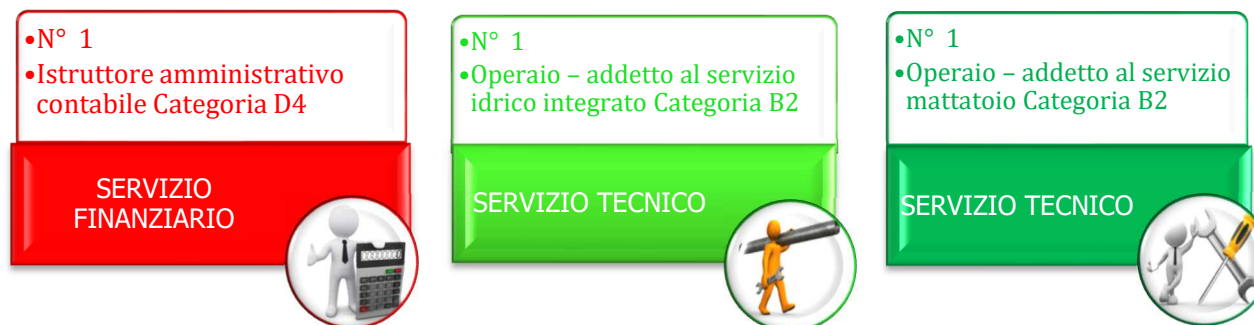 •N° 1
•Istruttore amministrativo
contabile Categoria D4
SERVIZIO
FINANZIARIO
•N° 1
•Operaio – addetto al servizio
idrico integrato Categoria B2
SERVIZIO TECNICO
•N° 1
•Operaio – addetto al servizio
mattatoio Categoria B2
SERVIZIO TECNICO